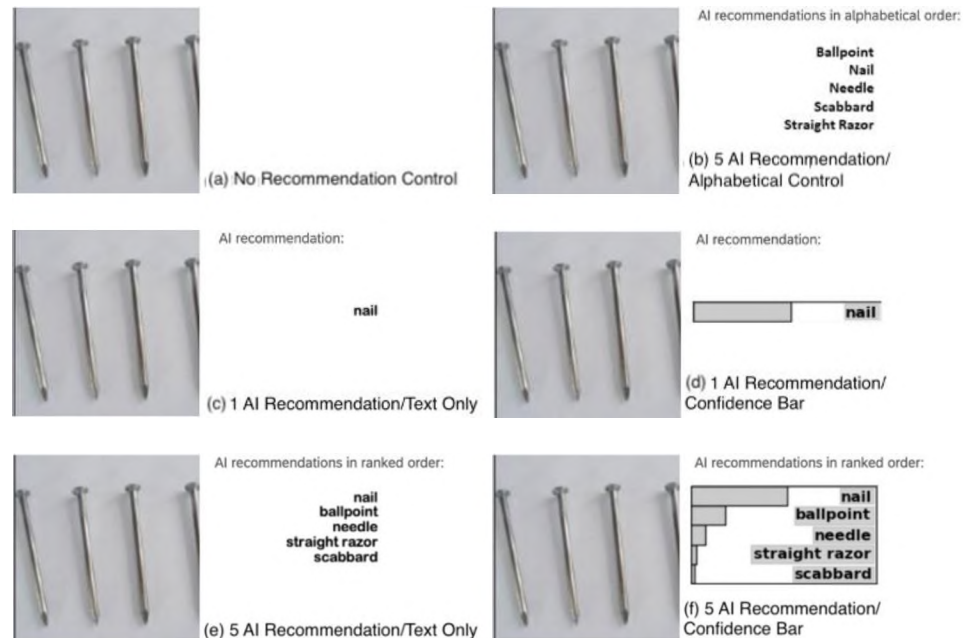 (a) No Recommendation Control
AI recommendations in alphabetical order:
Ballpoint
Nail
Needle
Scabbard
Straight Razor
(b) 5 AI Recommendation/
Alphabetical Control
AI recommendation:
nail
(c) 1 AI Recommendation/Text Only
AI recommendation:
nail
(d) 1 AI Recommendation/
Confidence Bar
AI recommendations in ranked order:
nail
ballpoint
needle
straight razor
scabbard
(e) 5 AI Recommendation/Text Only
AI recommendations in ranked order:
nail
ballpoint
needle
straight razor
scabbard
(f) 5 AI Recommendation/
Confidence Bar